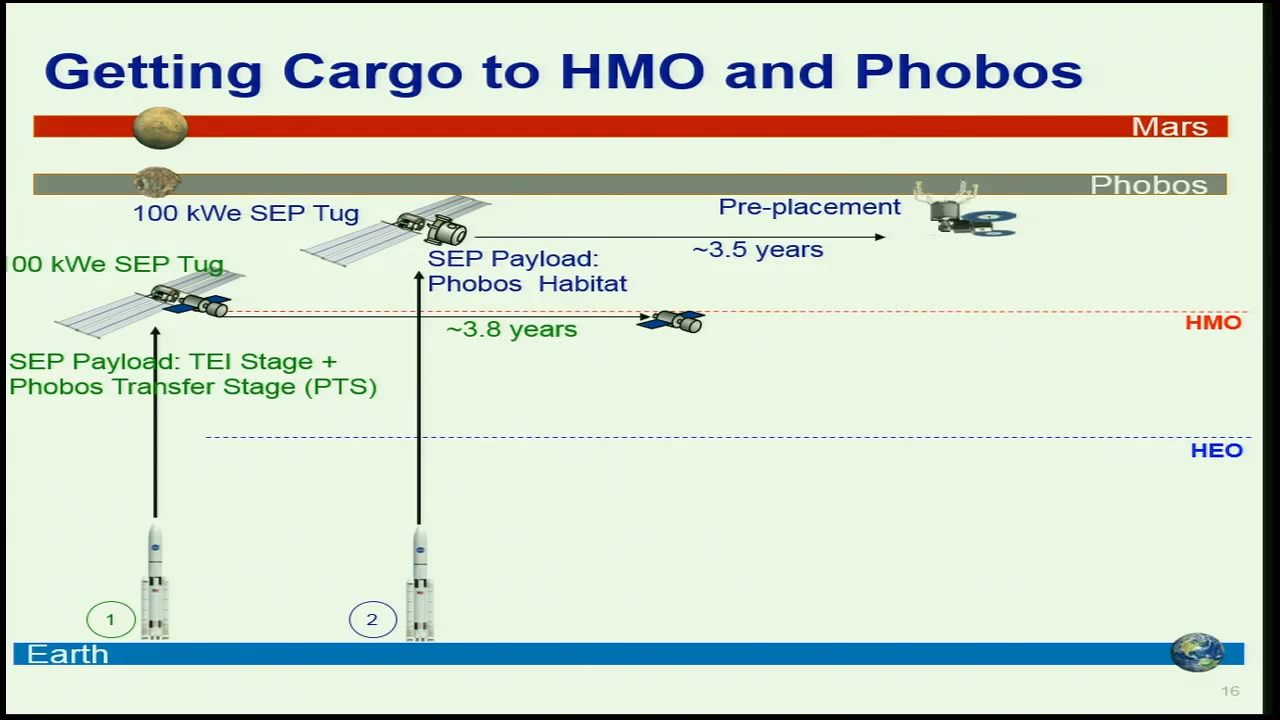 Getting Cargo to HMO and Phobos
Mars
Phobos
100 kWe SEP Tug
Pre-placement
~3.5 years
SEP Payload:
Phobos Habitat
00 kWe SEP Tug
~3.8 years
HMO
SEP Payload: TEI Stage +
Phobos Transfer Stage (PTS)
HEO
1
2
Earth
16